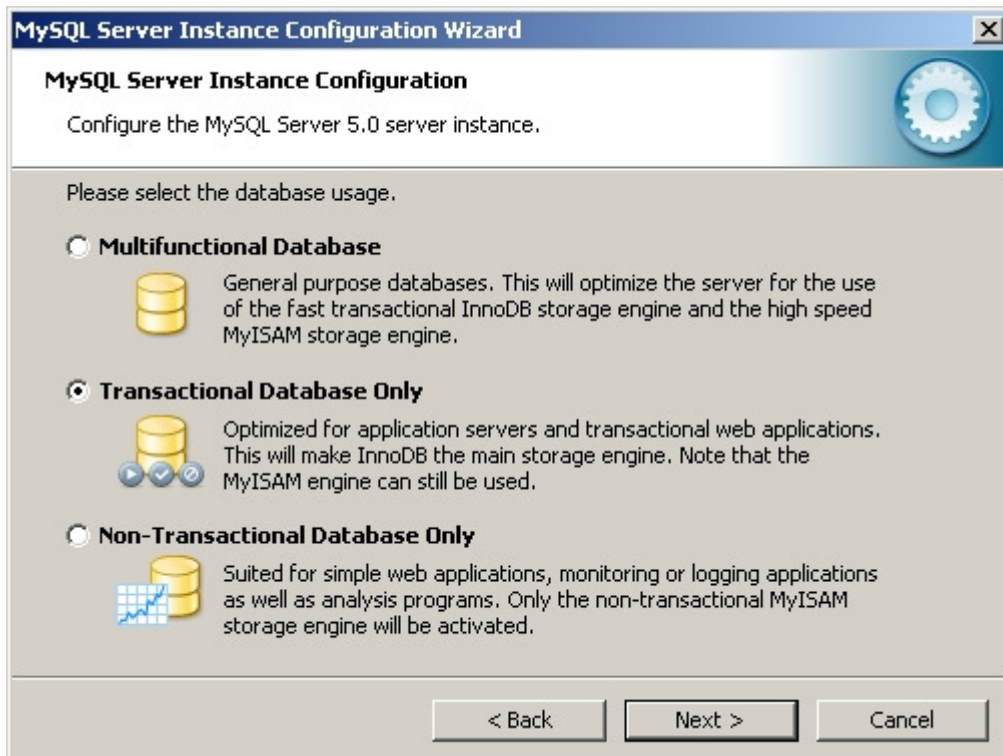 MySQL Server Instance Configuration Wizard
MySQL Server Instance Configuration
Configure the MySQL Server 5.0 server instance.
Please select the database usage.
Multifunctional Database
General purpose databases. This will optimize the server for the use
of the fast transactional InnoDB storage engine and the high speed
MyISAM storage engine.
Transactional Database Only
Optimized for application servers and transactional web applications.
This will make InnoDB the main storage engine. Note that the
MyISAM engine can still be used.
Non-Transactional Database Only
Suited for simple web applications, monitoring or logging applications
as well as analysis programs. Only the non-transactional MyISAM
storage engine will be activated.
< Back Next > Cancel